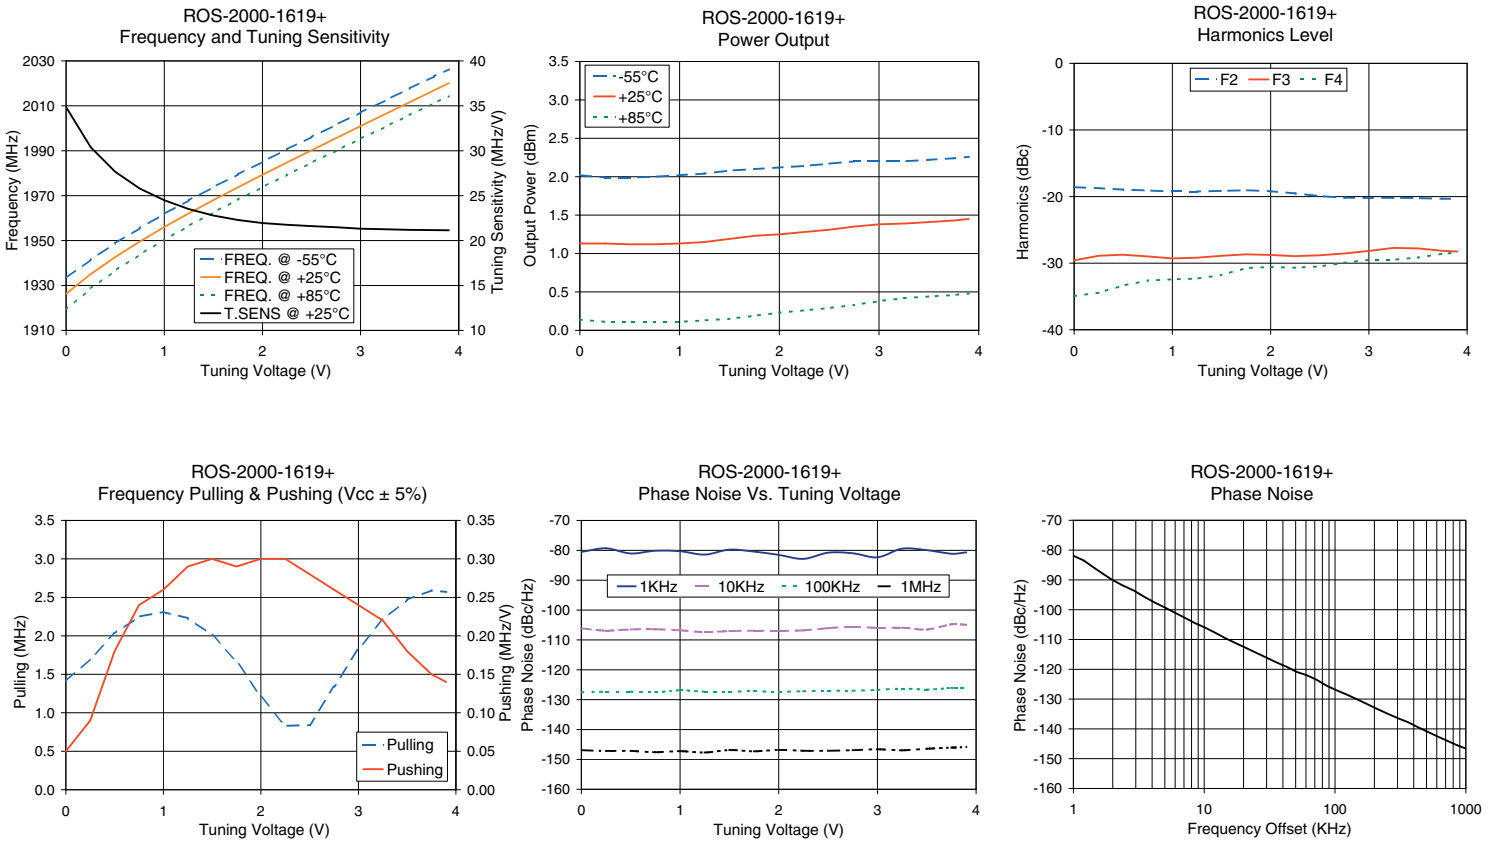 ROS-2000-1619+
Frequency and Tuning Sensitivity
2030
2010
1990
1970
1950
1930
1910
40
35
30
25
20
15
10
0 1 2 3 4
Frequency (MHz)
Tuning Sensitivity (MHz/V)
Tuning Voltage (V)
FREQ. @ -55°C
FREQ. @ +25°C
FREQ. @ +85°C
T.SENS @ +25°C
ROS-2000-1619+
Power Output
3.5
3.0
2.5
2.0
1.5
1.0
0.5
0.0
0 1 2 3 4
Output Power (dBm)
Tuning Voltage (V)
-55°C
+25°C
+85°C
ROS-2000-1619+
Harmonics Level
0
-10
-20
-30
-40
0 1 2 3 4
Harmonics (dBc)
Tuning Voltage (V)
F2 F3 F4
ROS-2000-1619+
Frequency Pulling & Pushing (Vcc ± 5%)
3.5
3.0
2.5
2.0
1.5
1.0
0.5
0.0
0.35
0.30
0.25
0.20
0.15
0.10
0.05
0.00
0 1 2 3 4
Pulling (MHz)
Pushing (MHz/V)
Tuning Voltage (V)
Pulling
Pushing
ROS-2000-1619+
Phase Noise Vs. Tuning Voltage
-70
-80
-90
-100
-110
-120
-130
-140
-150
-160
0 1 2 3 4
Phase Noise (dBc/Hz)
Tuning Voltage (V)
1KHz 10KHz 100KHz 1MHz
ROS-2000-1619+
Phase Noise
-70
-80
-90
-100
-110
-120
-130
-140
-150
-160
1 10 100 1000
Phase Noise (dBc/Hz)
Frequency Offset (KHz)